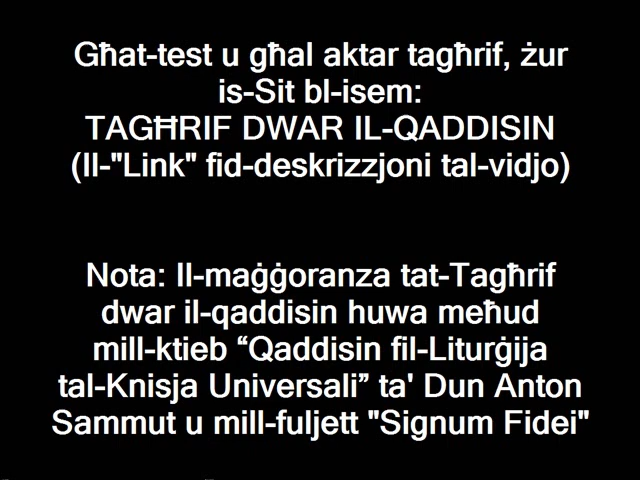 Għat-test u għal aktar tagħrif, żur
is-Sit bl-isem:
TAGĦRIF DWAR IL-QADDISIN
(Il-"Link" fid-deskrizzjoni tal-vidjo)
Nota: Il-maġġoranza tat-Tagħrif
dwar il-qaddisin huwa meħud
mill-ktieb “Qaddisin fil-Liturġija
tal-Knisja Universali” ta' Dun Anton
Sammut u mill-fuljett "Signum Fidei"